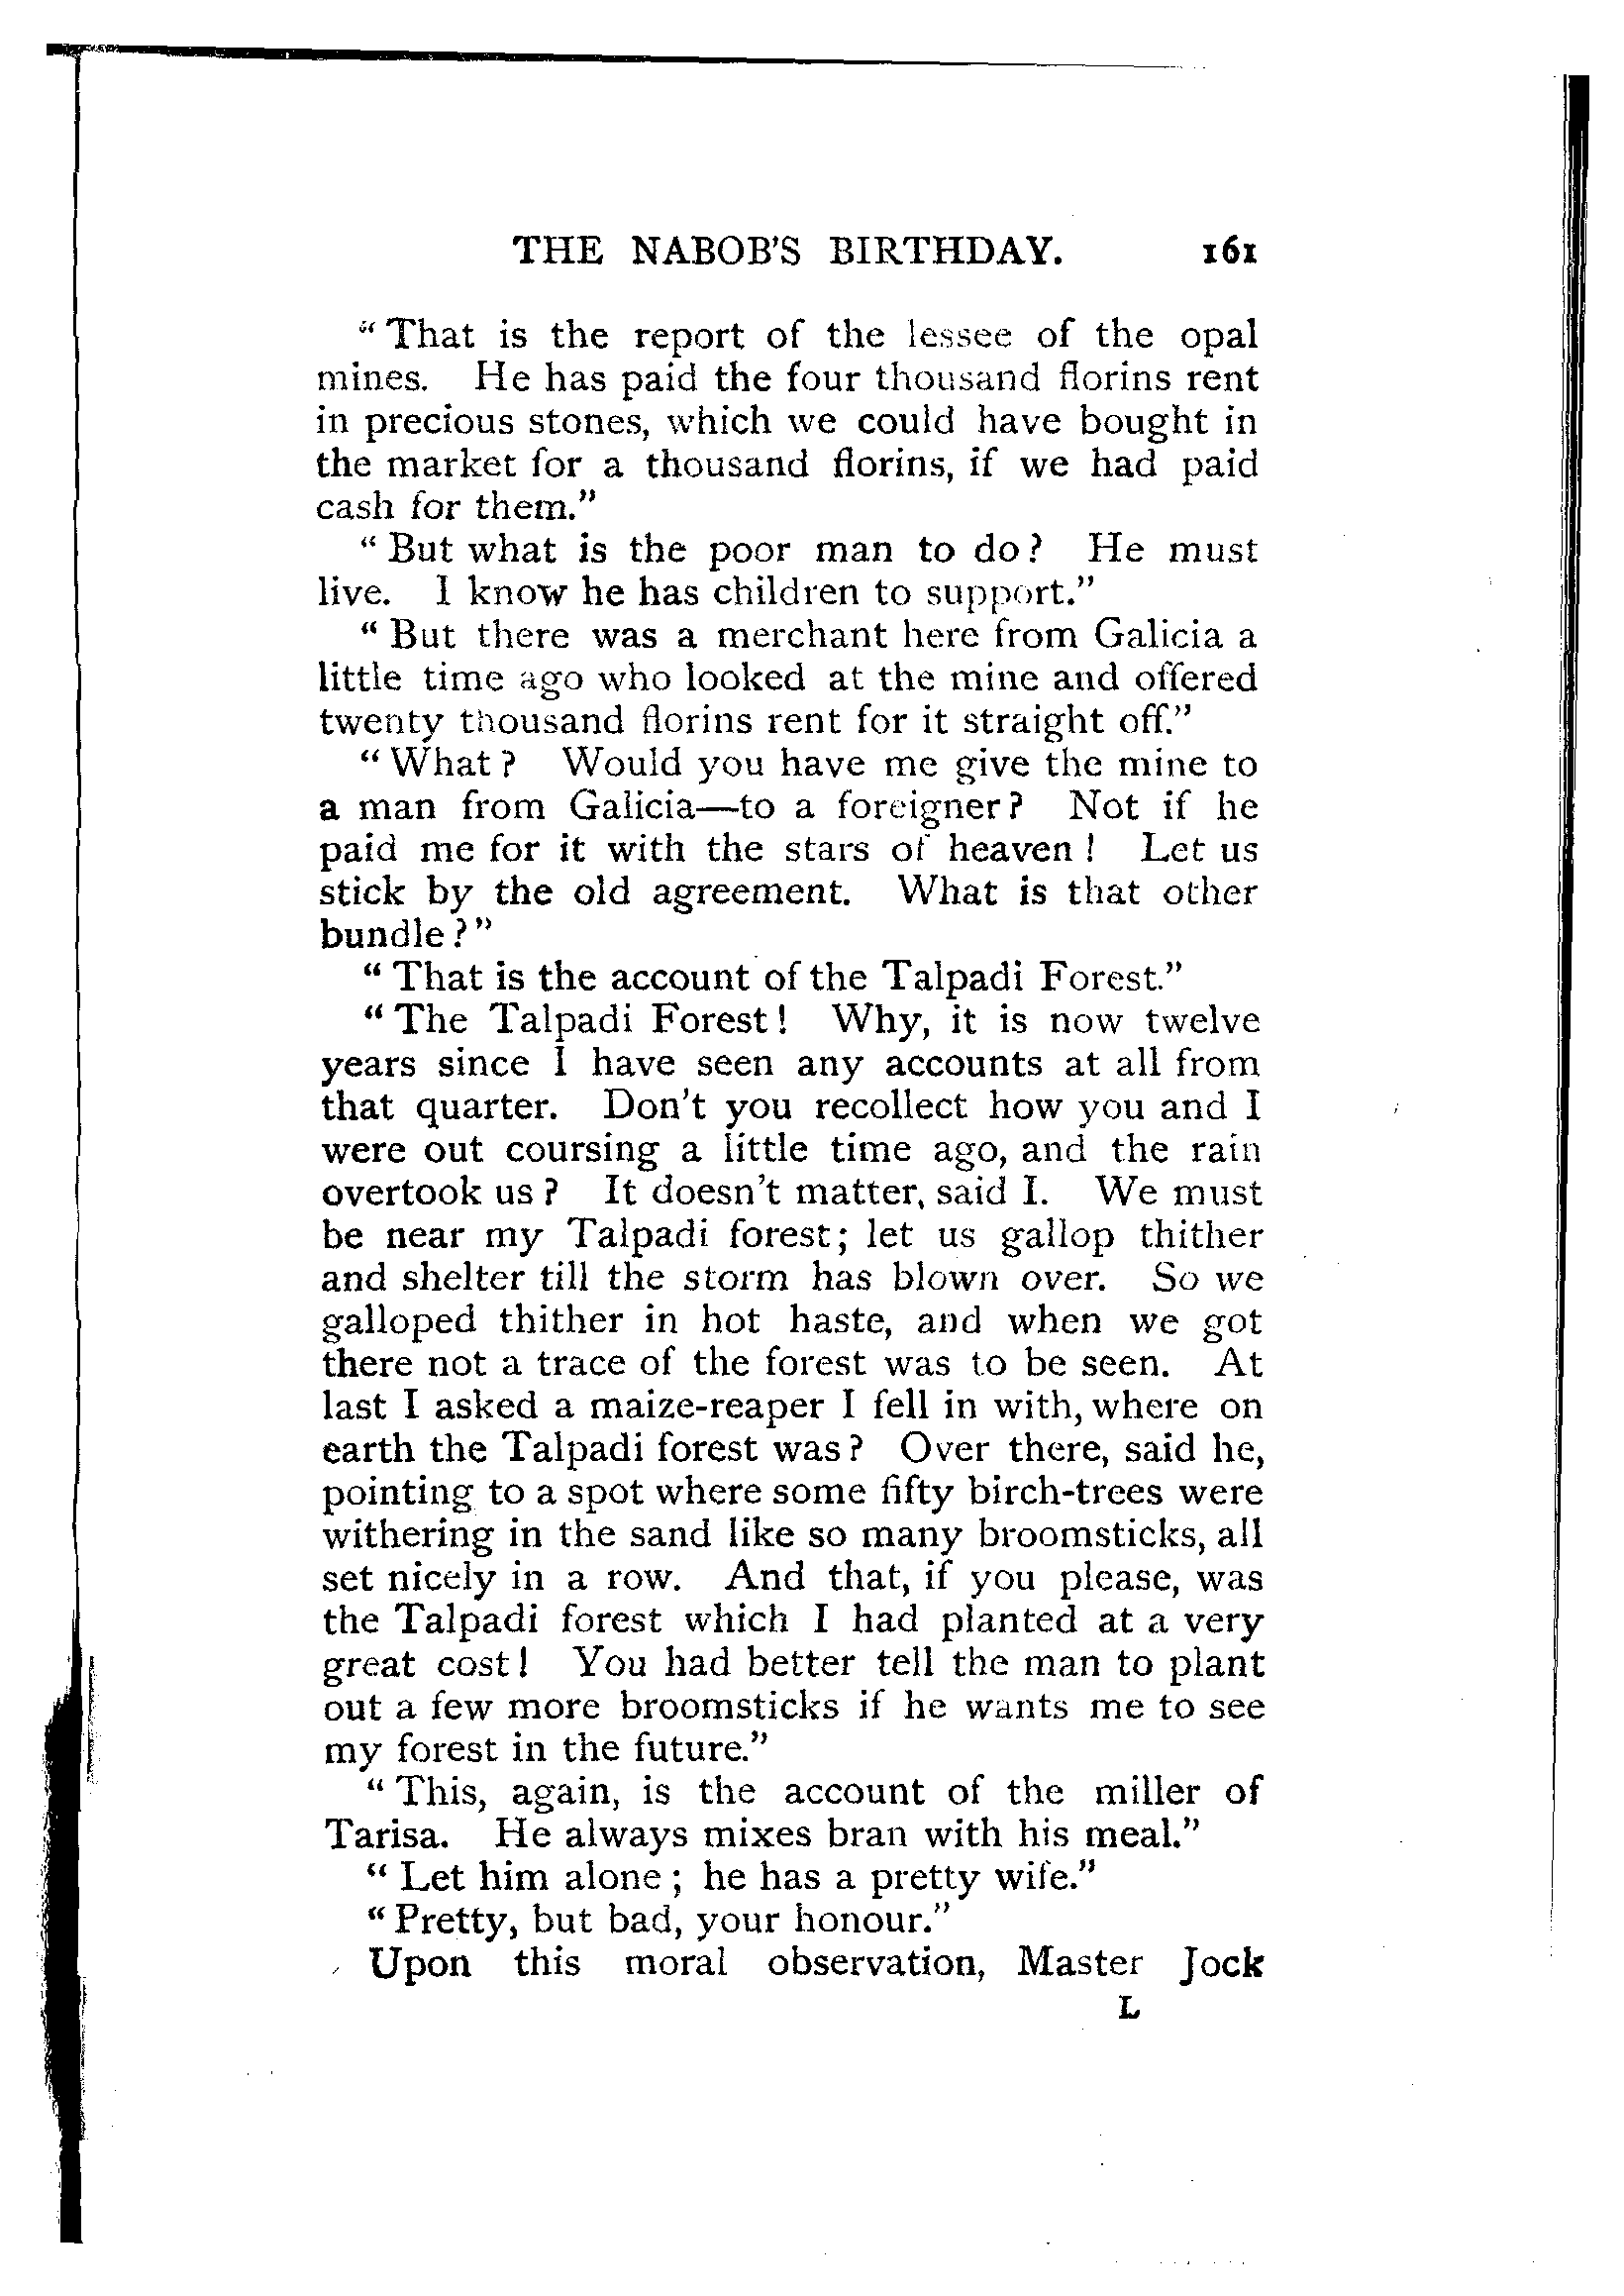 THE NABOB'S BIRTHDAY. 161
"That is the report of the lessee of the opal
mines. He has paid the four thousand florins rent
in precious stones, which we could have bought in
the market for a thousand florins, if we had paid
cash for them."
"But what is the poor man to do? He must
live. I know he has children to support."
"But there was a merchant here from Galicia a
little time ago who looked at the mine and offered
twenty thousand florins rent for it straight off."
"What? Would you have me give the mine to
a man from Galicia—to a foreigner? Not if he
paid me for it with the stars of heaven! Let us
stick by the old agreement. What is that other
bundle?"
"That is the account of the Talpadi Forest."
"The Talpadi Forest! Why, it is now twelve
years since I have seen any accounts at all from
that quarter. Don't you recollect how you and I
were out coursing a little time ago, and the rain
overtook us? It doesn't matter, said I. We must
be near my Talpadi forest; let us gallop thither
and shelter till the storm has blown over. So we
galloped thither in hot haste, and when we got
there not a trace of the forest was to be seen. At
last I asked a maize-reaper I fell in with, where on
earth the Talpadi forest was? Over there, said he,
pointing to a spot where some fifty birch-trees were
withering in the sand like so many broomsticks, all
set nicely in a row. And that, if you please, was
the Talpadi forest which I had planted at a very
great cost! You had better tell the man to plant
out a few more broomsticks if he wants me to see
my forest in the future."
"This, again, is the account of the miller of
Tarisa. He always mixes bran with his meal."
"Let him alone; he has a pretty wife."
"Pretty, but bad, your honour."
Upon this moral observation, Master Jock
L